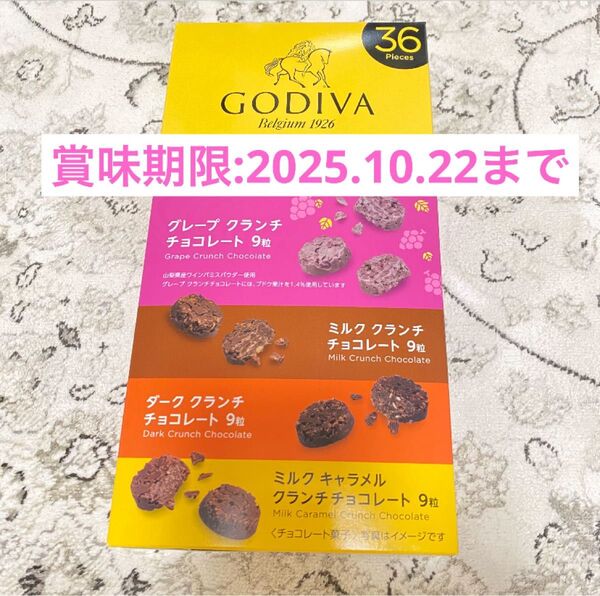 36
Pieces
GODIVA
Belgium 1926
賞味期限:2025.10.22まで
グレープ クランチ
チョコレート 9粒
Grape Crunch Chocolate
山梨県産ワインパミスパウダー使用
グレープ クランチチョコレートには、ブドウ果汁を1.4%使用しています
ミルク クランチ
チョコレート 9粒
Milk Crunch Chocolate
ダーク クランチ
チョコレート 9粒
Dark Crunch Chocolate
ミルク キャラメル
クランチチョコレート 9粒
Milk Caramel Crunch Chocolate
〈チョコレート菓子〉写真はイメージです